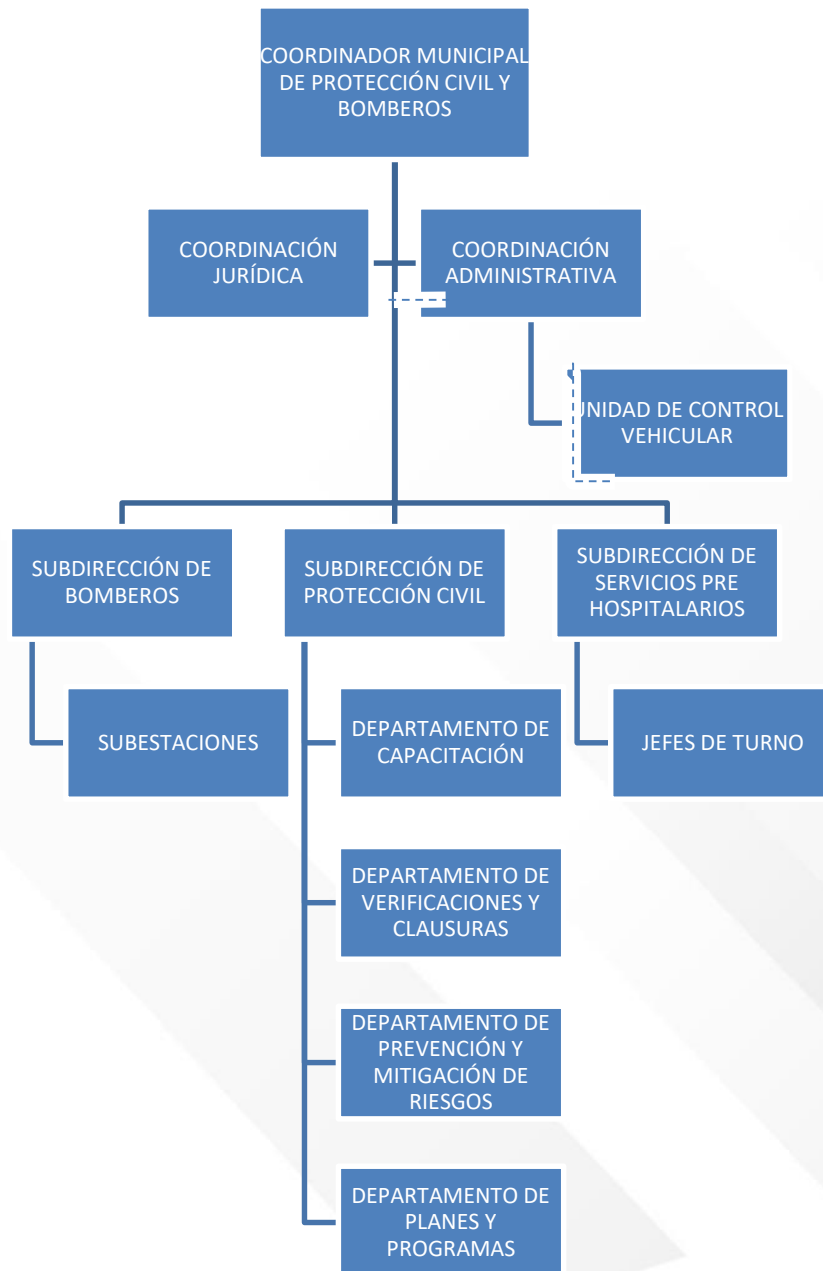 COORDINADOR MUNICIPAL
DE PROTECCIÓN CIVIL Y
BOMBEROS
COORDINACIÓN
JURÍDICA
COORDINACIÓN
ADMINISTRATIVA
UNIDAD DE CONTROL
VEHICULAR
SUBDIRECCIÓN DE
BOMBEROS
SUBDIRECCIÓN DE
PROTECCIÓN CIVIL
SUBDIRECCIÓN DE
SERVICIOS PRE
HOSPITALARIOS
SUBESTACIONES
DEPARTAMENTO DE
CAPACITACIÓN
JEFES DE TURNO
DEPARTAMENTO DE
VERIFICACIONES Y
CLAUSURAS
DEPARTAMENTO DE
PREVENCIÓN Y
MITIGACIÓN DE
RIESGOS
DEPARTAMENTO DE
PLANES Y
PROGRAMAS